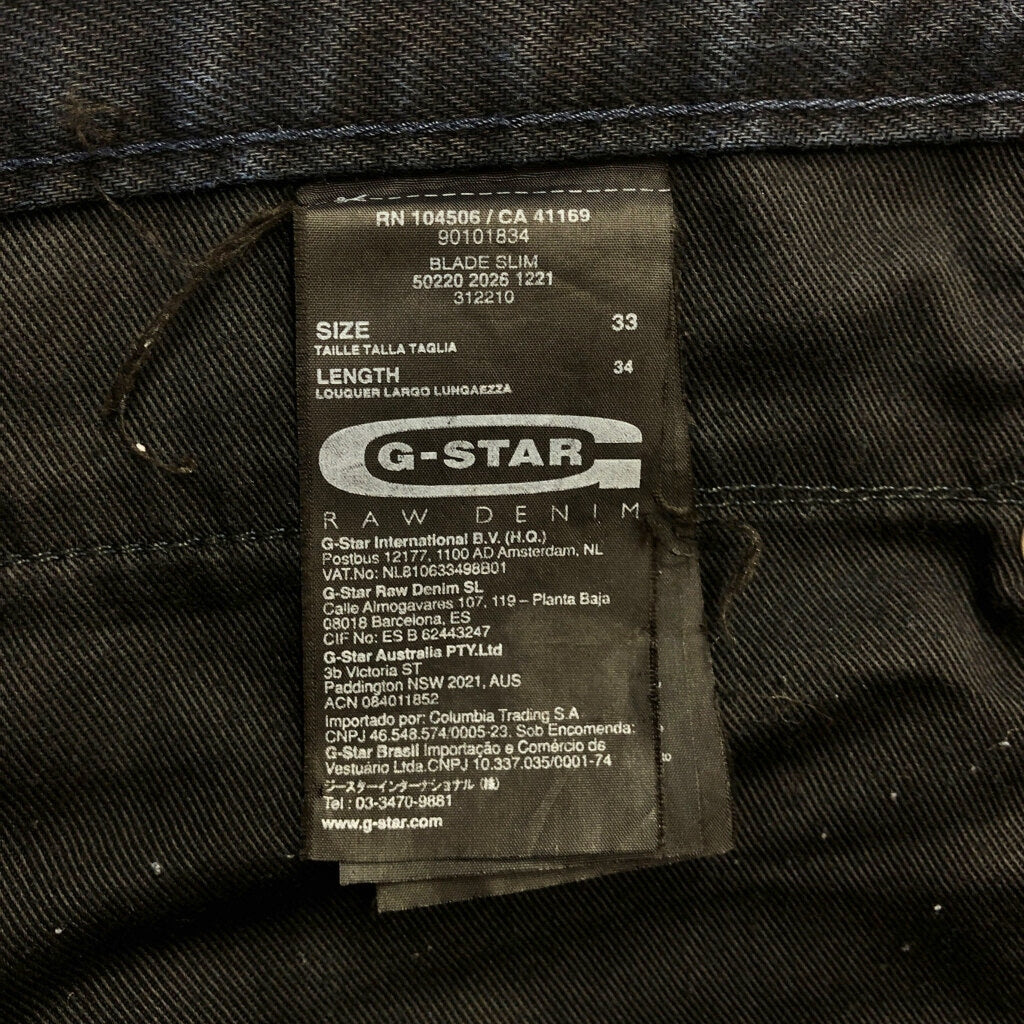 RN 104506 / CA 41169
90101834
BLADE SLIM
50220 2026 1221
312210
SIZE 33
TAILLE TALLA TAGLIA
LENGTH 34
LOUQUER LARGO LUNGAEZZA
G-STAR
RAW DENIM
G-Star International B.V. (H.Q.)
Postbus 12177, 1100 AD Amsterdam, NL
VAT.No: NL810633498B01
G-Star Raw Denim SL
Calle Almogavares 107, 119 – Planta Baja
08018 Barcelona, ES
CIF No: ES B 62443247
G-Star Australia PTY.Ltd
3b Victoria ST
Paddington NSW 2021, AUS
ACN 084011852
Importado por: Columbia Trading S.A
CNPJ 46.548.574/0005-23. Sob Encomenda:
G-Star Brasil Importação e Comércio de
Vestuário Ltda.CNPJ 10.337.035/0001-74
ジースターインターナショナル (株)
Tel : 03-3470-9881
www.g-star.com